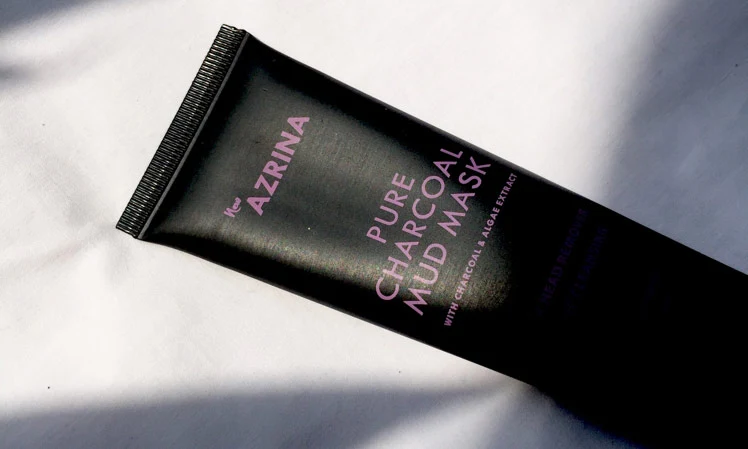 New
AZRINA
PURE
CHARCOAL
MUD MASK
WITH CHARCOAL & ALGAE EXTRACT